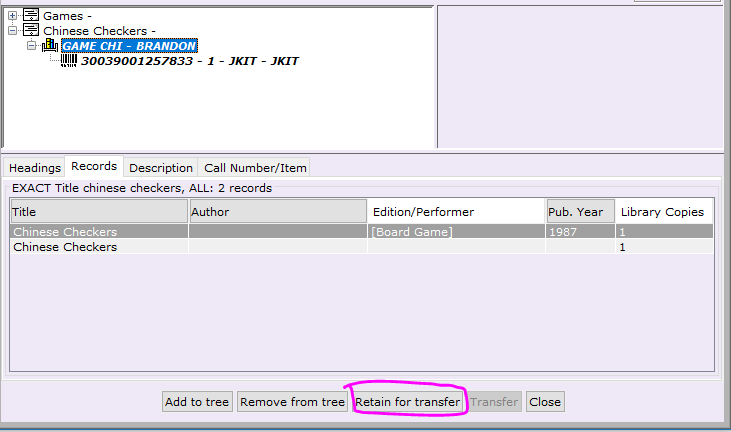 Games -
Chinese Checkers -
GAME CHI - BRANDON
30039001257833 - 1 - JKIT - JKIT
Headings Records Description Call Number/Item
EXACT Title chinese checkers, ALL: 2 records
Title Author Edition/Performer Pub. Year Library Copies
Chinese Checkers [Board Game] 1987 1
Chinese Checkers 1
Add to tree Remove from tree Retain for transfer Transfer Close